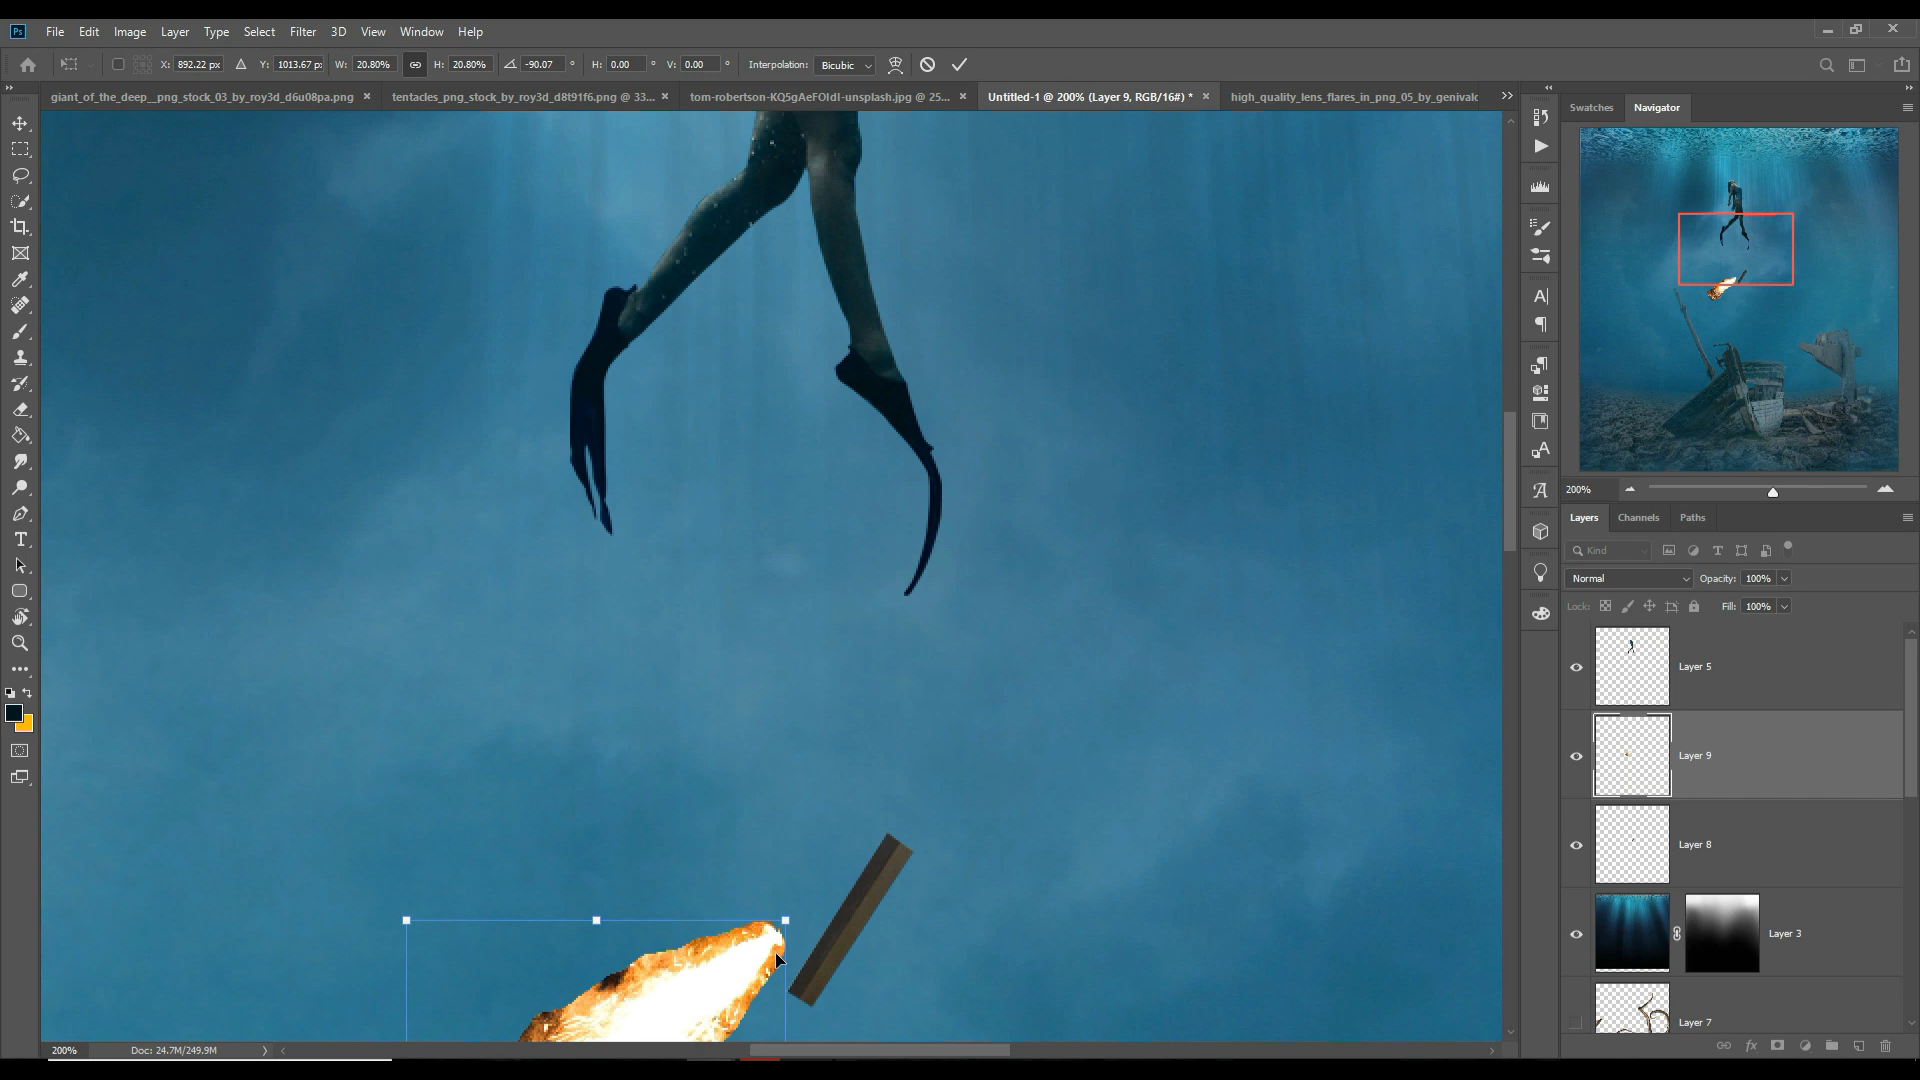 Ps File Edit Image Layer Type Select Filter 3D View Window Help
X: 892.22 px Y: 1013.67 px W: 20.80% H: 20.80% -90.07 ° H: 0.00 ° V: 0.00 ° Interpolation: Bicubic
giant_of_the_deep__png_stock_03_by_roy3d_d6u08pa.png × tentacles_png_stock_by_roy3d_d8t91f6.png @ 33... × tom-robertson-KQ5gAeFOIdI-unsplash.jpg @ 25... × Untitled-1 @ 200% (Layer 9, RGB/16#) * × high_quality_lens_flares_in_png_05_by_genivalc
Swatches Navigator
200%
Layers Channels Paths
Kind
Normal Opacity: 100%
Lock: Fill: 100%
Layer 5
Layer 9
Layer 8
Layer 3
Layer 7
200% Doc: 24.7M/249.9M